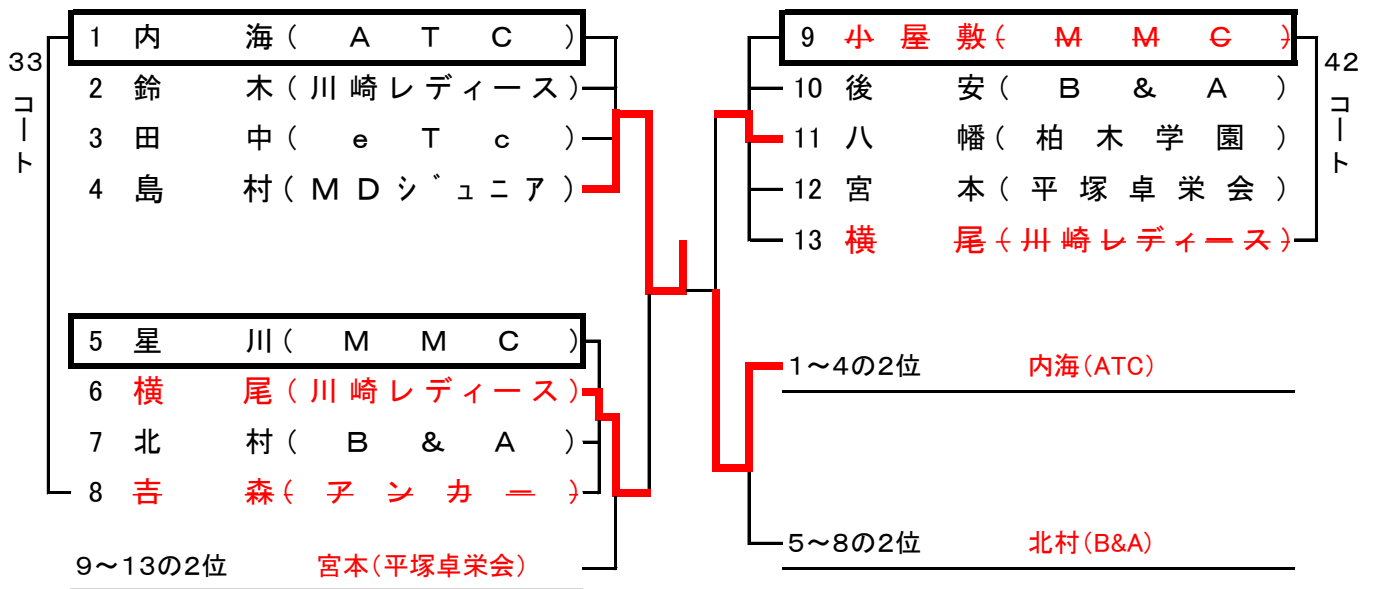 33コート
1 内 海( A T C )
2 鈴 木(川崎レディース)
3 田 中( e T c )
4 島 村(MDジュニア)
5 星 川( M M C )
6 横 尾(川崎レディース)
7 北 村( B & A )
8 吉 森( ア ン カ ー )
9~13の2位 宮本(平塚卓栄会)
9 小屋敷( M M C )
10 後 安( B & A )
11 八 幡(柏木学園)
12 宮 本(平塚卓栄会)
13 横 尾(川崎レディース)
42コート
1~4の2位 内海(ATC)
5~8の2位 北村(B&A)